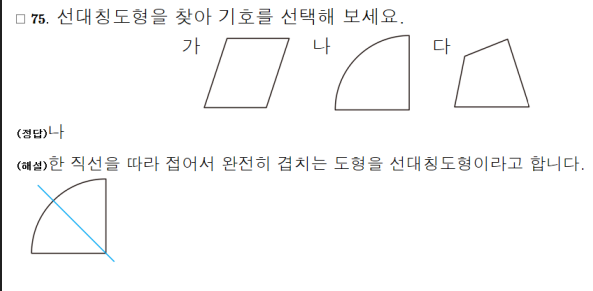 □ 75. 선대칭도형을 찾아 기호를 선택해 보세요.
가 나 다
(정답)나
(해설)한 직선을 따라 접어서 완전히 겹치는 도형을 선대칭도형이라고 합니다.